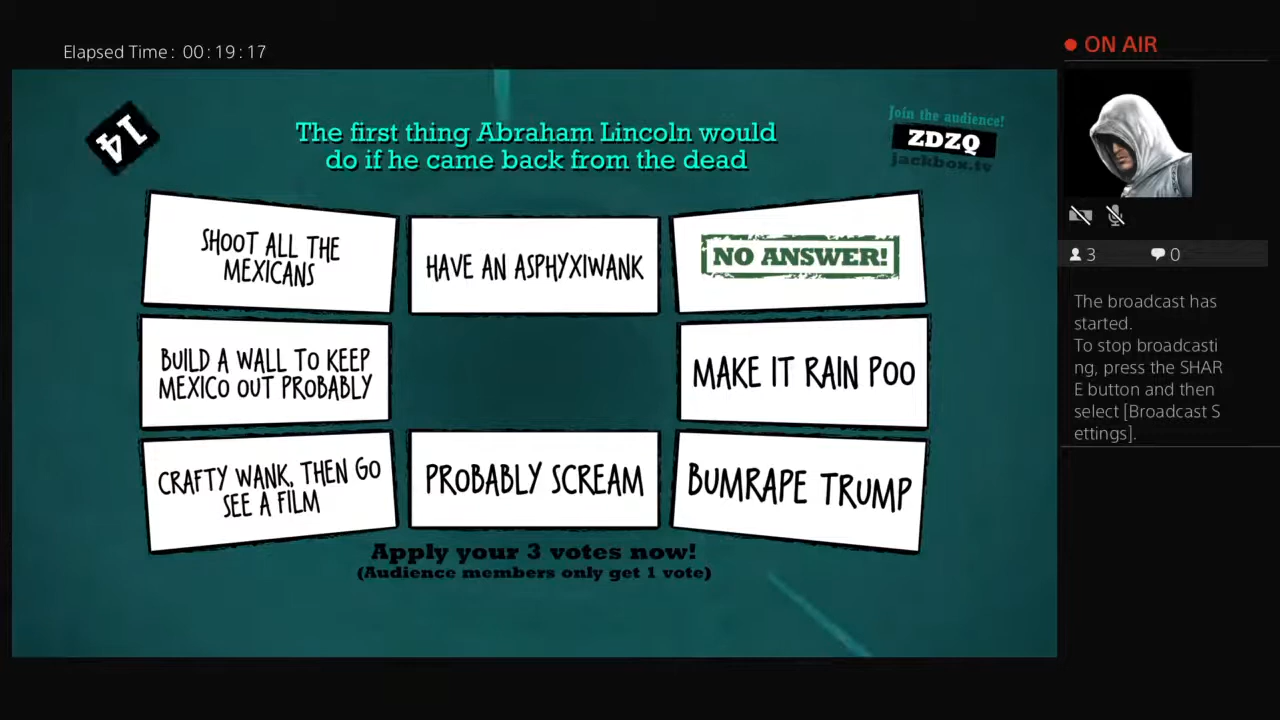 Elapsed Time: 00:19:17
ON AIR
14
The first thing Abraham Lincoln would
do if he came back from the dead
Join the audience!
ZDZQ
jackbox.tv
SHOOT ALL THE
MEXICANS
HAVE AN ASPHYXIWANK
NO ANSWER!
BUILD A WALL TO KEEP
MEXICO OUT PROBABLY
MAKE IT RAIN POO
CRAFTY WANK, THEN GO
SEE A FILM
PROBABLY SCREAM
BUMRAPE TRUMP
Apply your 3 votes now!
(Audience members only get 1 vote)
3
0
The broadcast has
started.
To stop broadcasti
ng, press the SHAR
E button and then
select [Broadcast S
ettings].